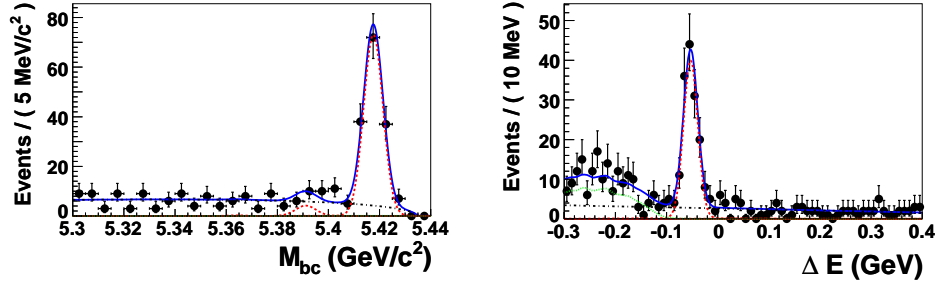 Events / ( 5 MeV/c²)
80
60
40
20
0
5.3 5.32 5.34 5.36 5.38 5.4 5.42 5.44
M_bc (GeV/c²)
Events / ( 10 MeV)
50
40
30
20
10
0
-0.3 -0.2 -0.1 0 0.1 0.2 0.3 0.4
Δ E (GeV)